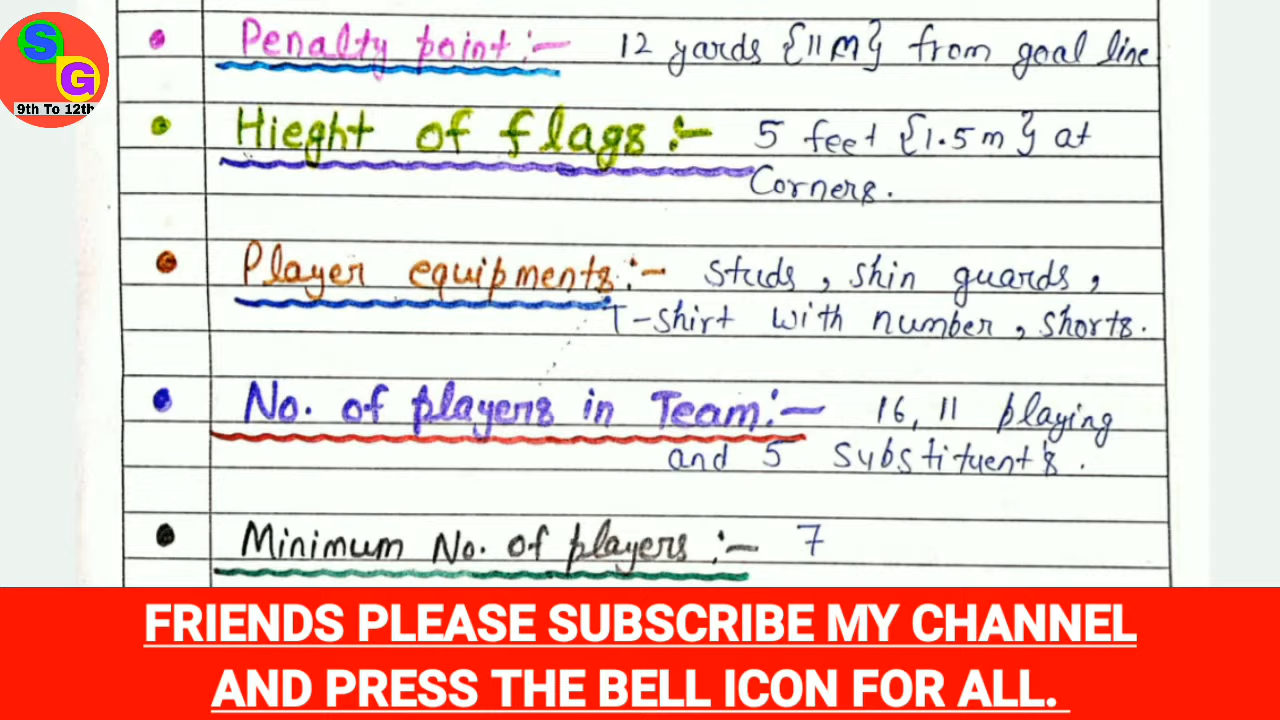 SG
9th To 12th
Penalty point :- 12 yards {11 M} from goal line
Hieght of flags :- 5 feet {1.5 m} at
Corners.
Player equipments :- studs, shin guards,
T-shirt with number, shorts.
No. of players in Team :- 16, 11 playing
and 5 substituent's.
Minimum No. of players :- 7
FRIENDS PLEASE SUBSCRIBE MY CHANNEL
AND PRESS THE BELL ICON FOR ALL.